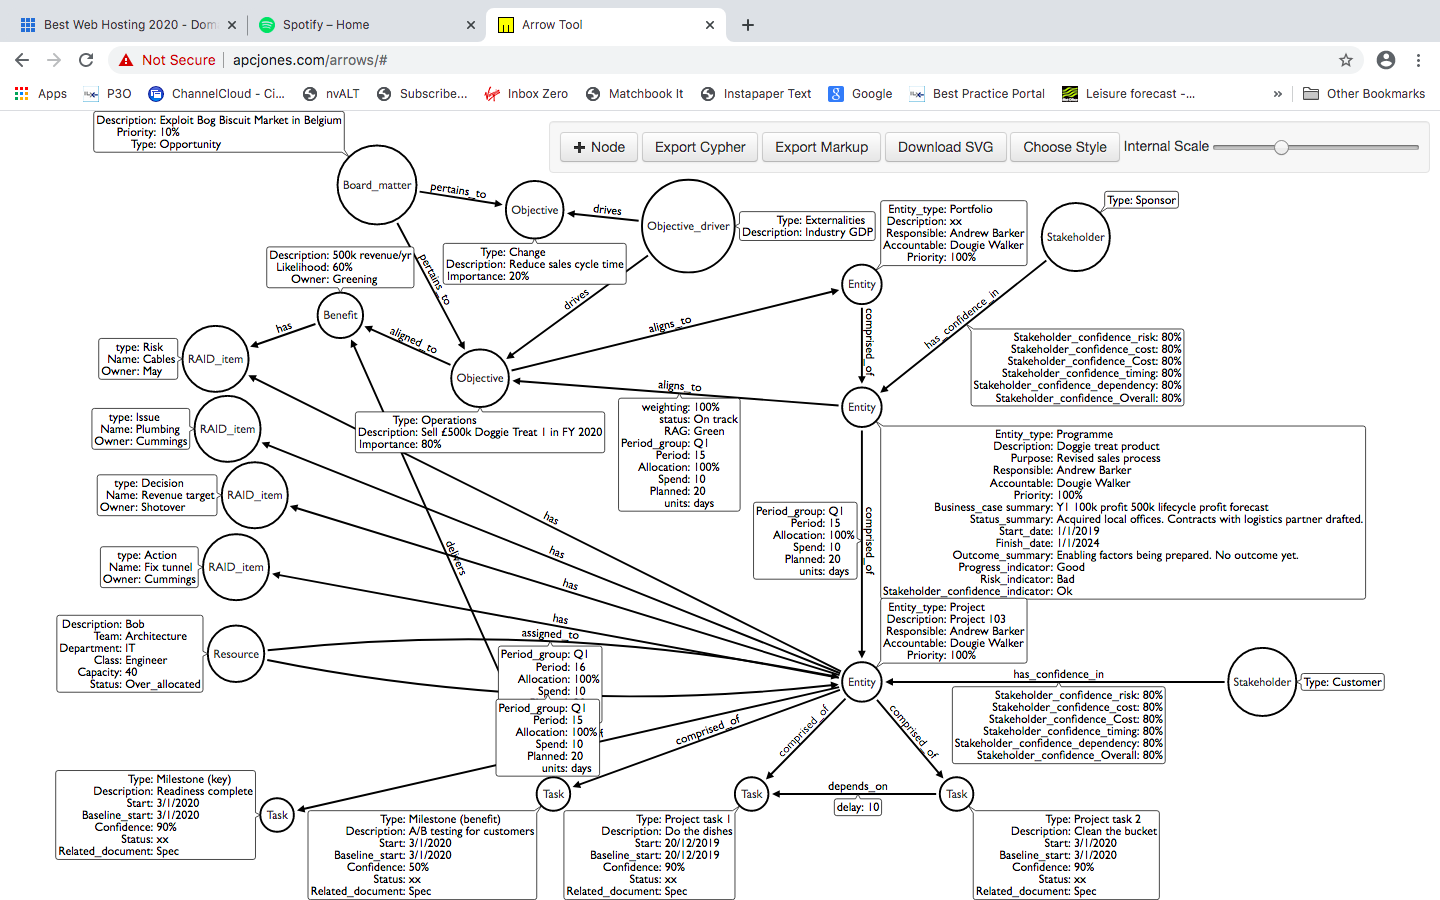 Best Web Hosting 2020 - Dom
Spotify – Home
Arrow Tool
Not Secure
apcjones.com/arrows/#
Apps
P3O
ChannelCloud - Ci...
nvALT
Subscribe...
Inbox Zero
Matchbook It
Instapaper Text
Google
Best Practice Portal
Leisure forecast -...
»
Other Bookmarks
+ Node
Export Cypher
Export Markup
Download SVG
Choose Style
Internal Scale
Description: Exploit Bog Biscuit Market in Belgium
Priority: 10%
Type: Opportunity
Board_matter
pertains_to
Objective
drives
Objective_driver
Type: Externalities
Description: Industry GDP
Entity_type: Portfolio
Description: xx
Responsible: Andrew Barker
Accountable: Dougie Walker
Priority: 100%
Type: Sponsor
Stakeholder
Type: Change
Description: Reduce sales cycle time
Importance: 20%
Description: 500k revenue/yr
Likelihood: 60%
Owner: Greening
pertains_to
drives
Entity
has_confidence_in
Benefit
has
aligned_to
aligns_to
comprised_of
Stakeholder_confidence_risk: 80%
Stakeholder_confidence_cost: 80%
Stakeholder_confidence_Cost: 80%
Stakeholder_confidence_timing: 80%
Stakeholder_confidence_dependency: 80%
Stakeholder_confidence_Overall: 80%
type: Risk
Name: Cables
Owner: May
RAID_item
Objective
aligns_to
Entity
Type: Operations
Description: Sell £500k Doggie Treat 1 in FY 2020
Importance: 80%
weighting: 100%
status: On track
RAG: Green
Period_group: Q1
Period: 15
Allocation: 100%
Spend: 10
Planned: 20
units: days
type: Issue
Name: Plumbing
Owner: Cummings
RAID_item
Entity_type: Programme
Description: Doggie treat product
Purpose: Revised sales process
Responsible: Andrew Barker
Accountable: Dougie Walker
Priority: 100%
Business_case summary: Y1 100k profit 500k lifecycle profit forecast
Status_summary: Acquired local offices. Contracts with logistics partner drafted.
Start_date: 1/1/2019
Finish_date: 1/1/2024
Outcome_summary: Enabling factors being prepared. No outcome yet.
Progress_indicator: Good
Risk_indicator: Bad
Stakeholder_confidence_indicator: Ok
type: Decision
Name: Revenue target
Owner: Shotover
RAID_item
has
Period_group: Q1
Period: 15
Allocation: 100%
Spend: 10
Planned: 20
units: days
comprised_of
type: Action
Name: Fix tunnel
Owner: Cummings
RAID_item
delivers
has
has
has
Entity_type: Project
Description: Project 103
Responsible: Andrew Barker
Accountable: Dougie Walker
Priority: 100%
Description: Bob
Team: Architecture
Department: IT
Class: Engineer
Capacity: 40
Status: Over_allocated
Resource
assigned_to
Period_group: Q1
Period: 16
Allocation: 100%
Spend: 10
Period_group: Q1
Period: 15
Allocation: 100%
Spend: 10
Planned: 20
units: days
Entity
has_confidence_in
Stakeholder
Type: Customer
Stakeholder_confidence_risk: 80%
Stakeholder_confidence_cost: 80%
Stakeholder_confidence_Cost: 80%
Stakeholder_confidence_timing: 80%
Stakeholder_confidence_dependency: 80%
Stakeholder_confidence_Overall: 80%
comprised_of
comprised_of
comprised_of
Type: Milestone (key)
Description: Readiness complete
Start: 3/1/2020
Baseline_start: 3/1/2020
Confidence: 90%
Status: xx
Related_document: Spec
Task
Task
Task
depends_on
delay: 10
Task
Type: Milestone (benefit)
Description: A/B testing for customers
Start: 3/1/2020
Baseline_start: 3/1/2020
Confidence: 50%
Status: xx
Related_document: Spec
Type: Project task 1
Description: Do the dishes
Start: 20/12/2019
Baseline_start: 20/12/2019
Confidence: 90%
Status: xx
Related_document: Spec
Type: Project task 2
Description: Clean the bucket
Start: 3/1/2020
Baseline_start: 3/1/2020
Confidence: 90%
Status: xx
Related_document: Spec